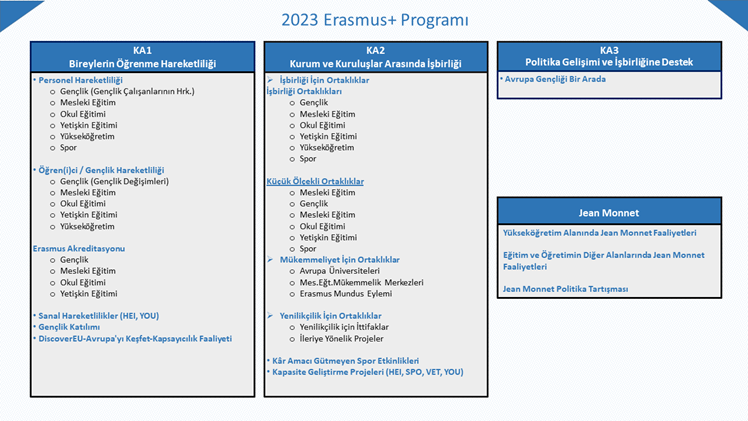 2023 Erasmus+ Programı
KA1
Bireylerin Öğrenme Hareketliliği
• Personel Hareketliliği
o Gençlik (Gençlik Çalışanlarının Hrk.)
o Mesleki Eğitim
o Okul Eğitimi
o Yetişkin Eğitimi
o Yükseköğretim
o Spor
• Öğren(i)ci / Gençlik Hareketliliği
o Gençlik (Gençlik Değişimleri)
o Mesleki Eğitim
o Okul Eğitimi
o Yetişkin Eğitimi
o Yükseköğretim
Erasmus Akreditasyonu
o Gençlik
o Mesleki Eğitim
o Okul Eğitimi
o Yetişkin Eğitimi
• Sanal Hareketlilikler (HEI, YOU)
• Gençlik Katılımı
• DiscoverEU-Avrupa'yı Keşfet-Kapsayıcılık Faaliyeti
KA2
Kurum ve Kuruluşlar Arasında İşbirliği
➢ İşbirliği İçin Ortaklıklar
İşbirliği Ortaklıkları
o Gençlik
o Mesleki Eğitim
o Okul Eğitimi
o Yetişkin Eğitimi
o Yükseköğretim
o Spor
Küçük Ölçekli Ortaklıklar
o Mesleki Eğitim
o Gençlik
o Mesleki Eğitim
o Okul Eğitimi
o Yetişkin Eğitimi
o Spor
➢ Mükemmeliyet İçin Ortaklıklar
o Avrupa Üniversiteleri
o Mes.Eğt.Mükemmelik Merkezleri
o Erasmus Mundus Eylemi
➢ Yenilikçilik İçin Ortaklıklar
o Yenilikçilik için İttifaklar
o İleriye Yönelik Projeler
• Kâr Amacı Gütmeyen Spor Etkinlikleri
• Kapasite Geliştirme Projeleri (HEI, SPO, VET, YOU)
KA3
Politika Gelişimi ve İşbirliğine Destek
• Avrupa Gençliği Bir Arada
Jean Monnet
Yükseköğretim Alanında Jean Monnet Faaliyetleri
Eğitim ve Öğretimin Diğer Alanlarında Jean Monnet
Faaliyetleri
Jean Monnet Politika Tartışması